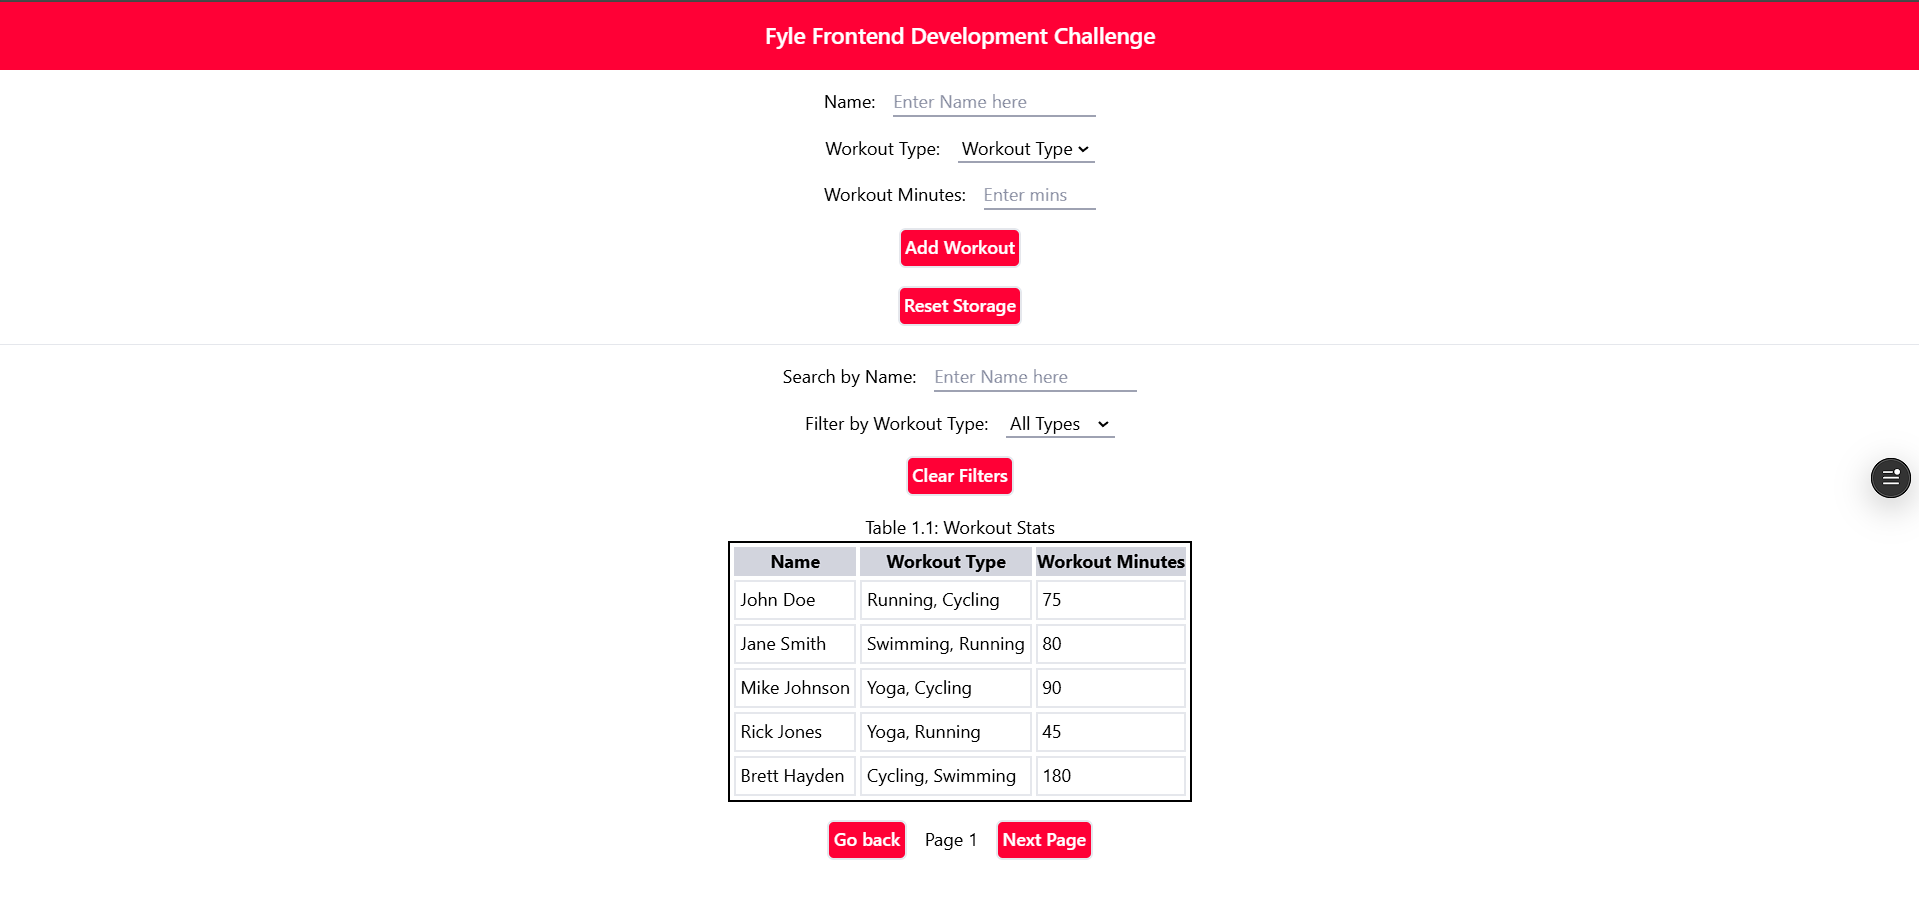 Fyle Frontend Development Challenge
Name: Enter Name here
Workout Type: Workout Type
Workout Minutes: Enter mins
Add Workout
Reset Storage
Search by Name: Enter Name here
Filter by Workout Type: All Types
Clear Filters
Table 1.1: Workout Stats
Name Workout Type Workout Minutes
John Doe Running, Cycling 75
Jane Smith Swimming, Running 80
Mike Johnson Yoga, Cycling 90
Rick Jones Yoga, Running 45
Brett Hayden Cycling, Swimming 180
Go back Page 1 Next Page